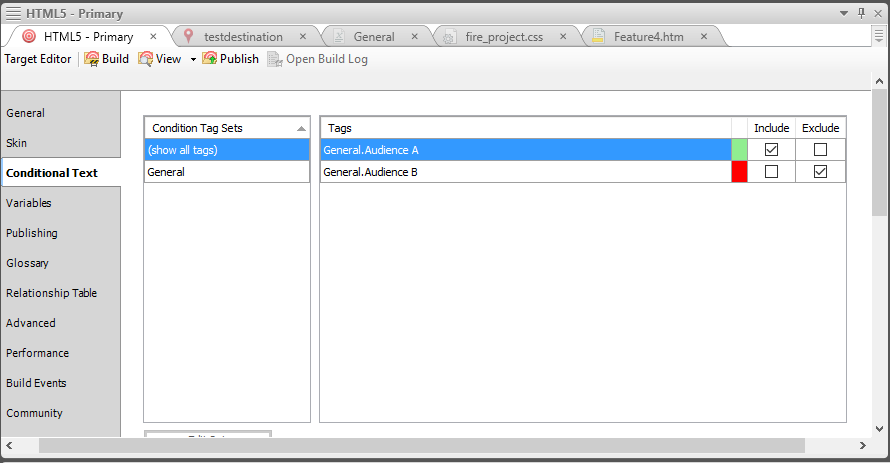 HTML5 - Primary
HTML5 - Primary testdestination General fire_project.css Feature4.htm
Target Editor Build View Publish Open Build Log
General
Skin
Conditional Text
Variables
Publishing
Glossary
Relationship Table
Advanced
Performance
Build Events
Community
Condition Tag Sets
(show all tags)
General
Tags Include Exclude
General.Audience A
General.Audience B